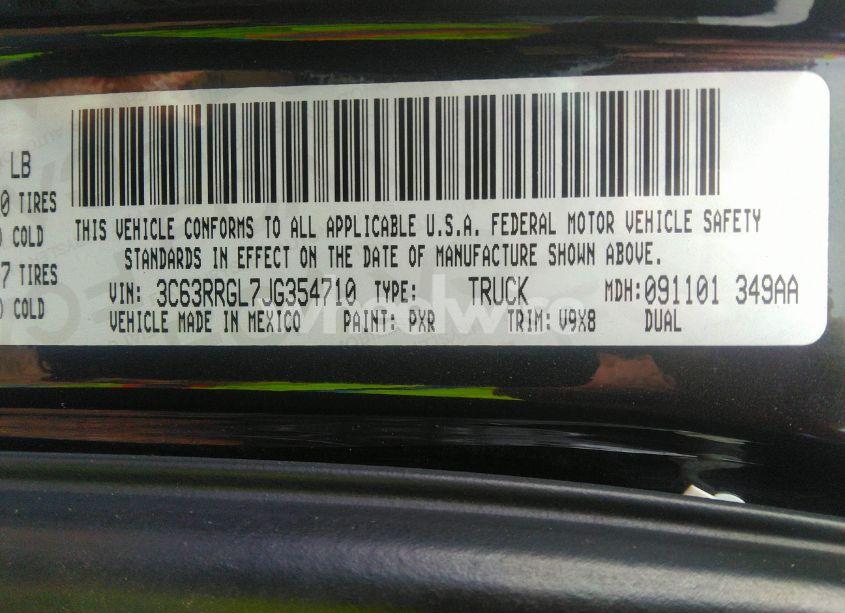 LB
0 TIRES
COLD
7 TIRES
COLD
THIS VEHICLE CONFORMS TO ALL APPLICABLE U.S.A. FEDERAL MOTOR VEHICLE SAFETY
STANDARDS IN EFFECT ON THE DATE OF MANUFACTURE SHOWN ABOVE.
VIN: 3C63RRGL7JG354710 TYPE: TRUCK MDH:091101 349AA
VEHICLE MADE IN MEXICO PAINT: PXR TRIM: V9X8 DUAL